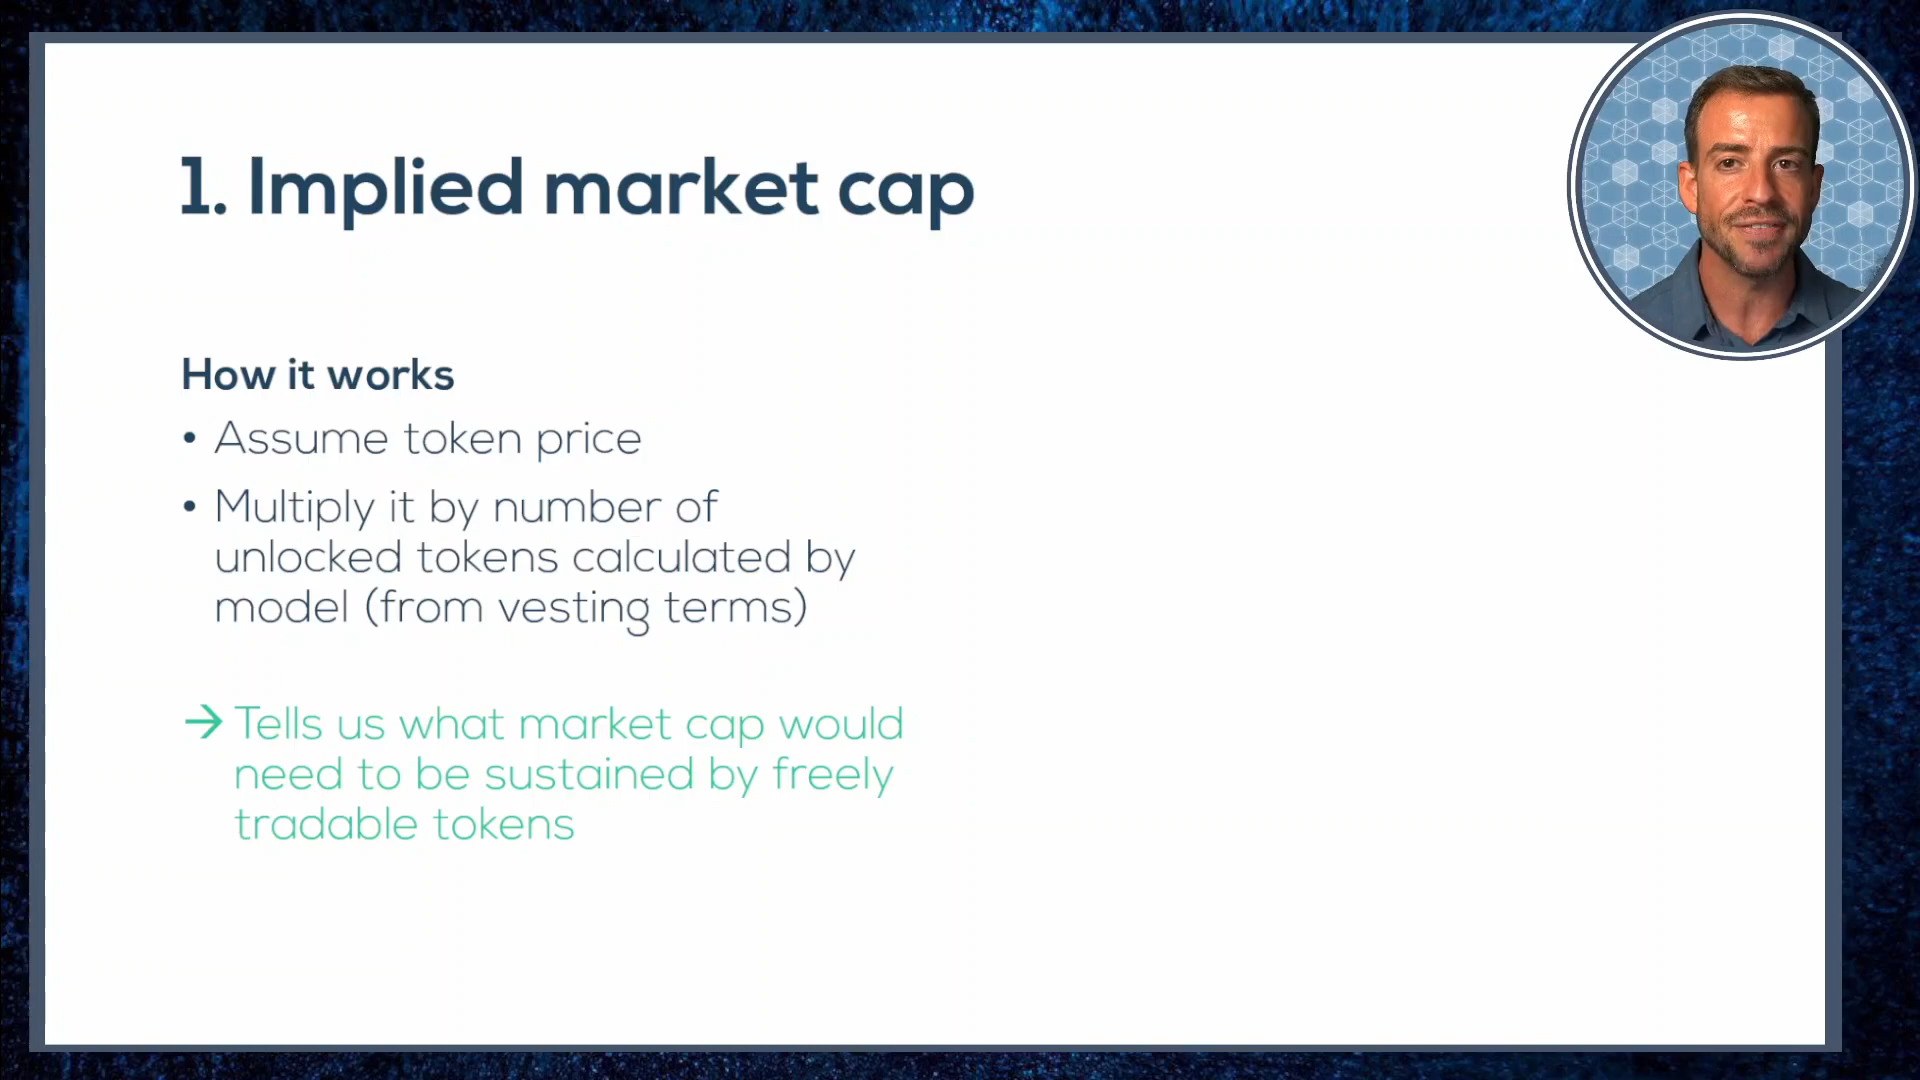 1. Implied market cap
How it works
• Assume token price
• Multiply it by number of
unlocked tokens calculated by
model (from vesting terms)
→ Tells us what market cap would
need to be sustained by freely
tradable tokens